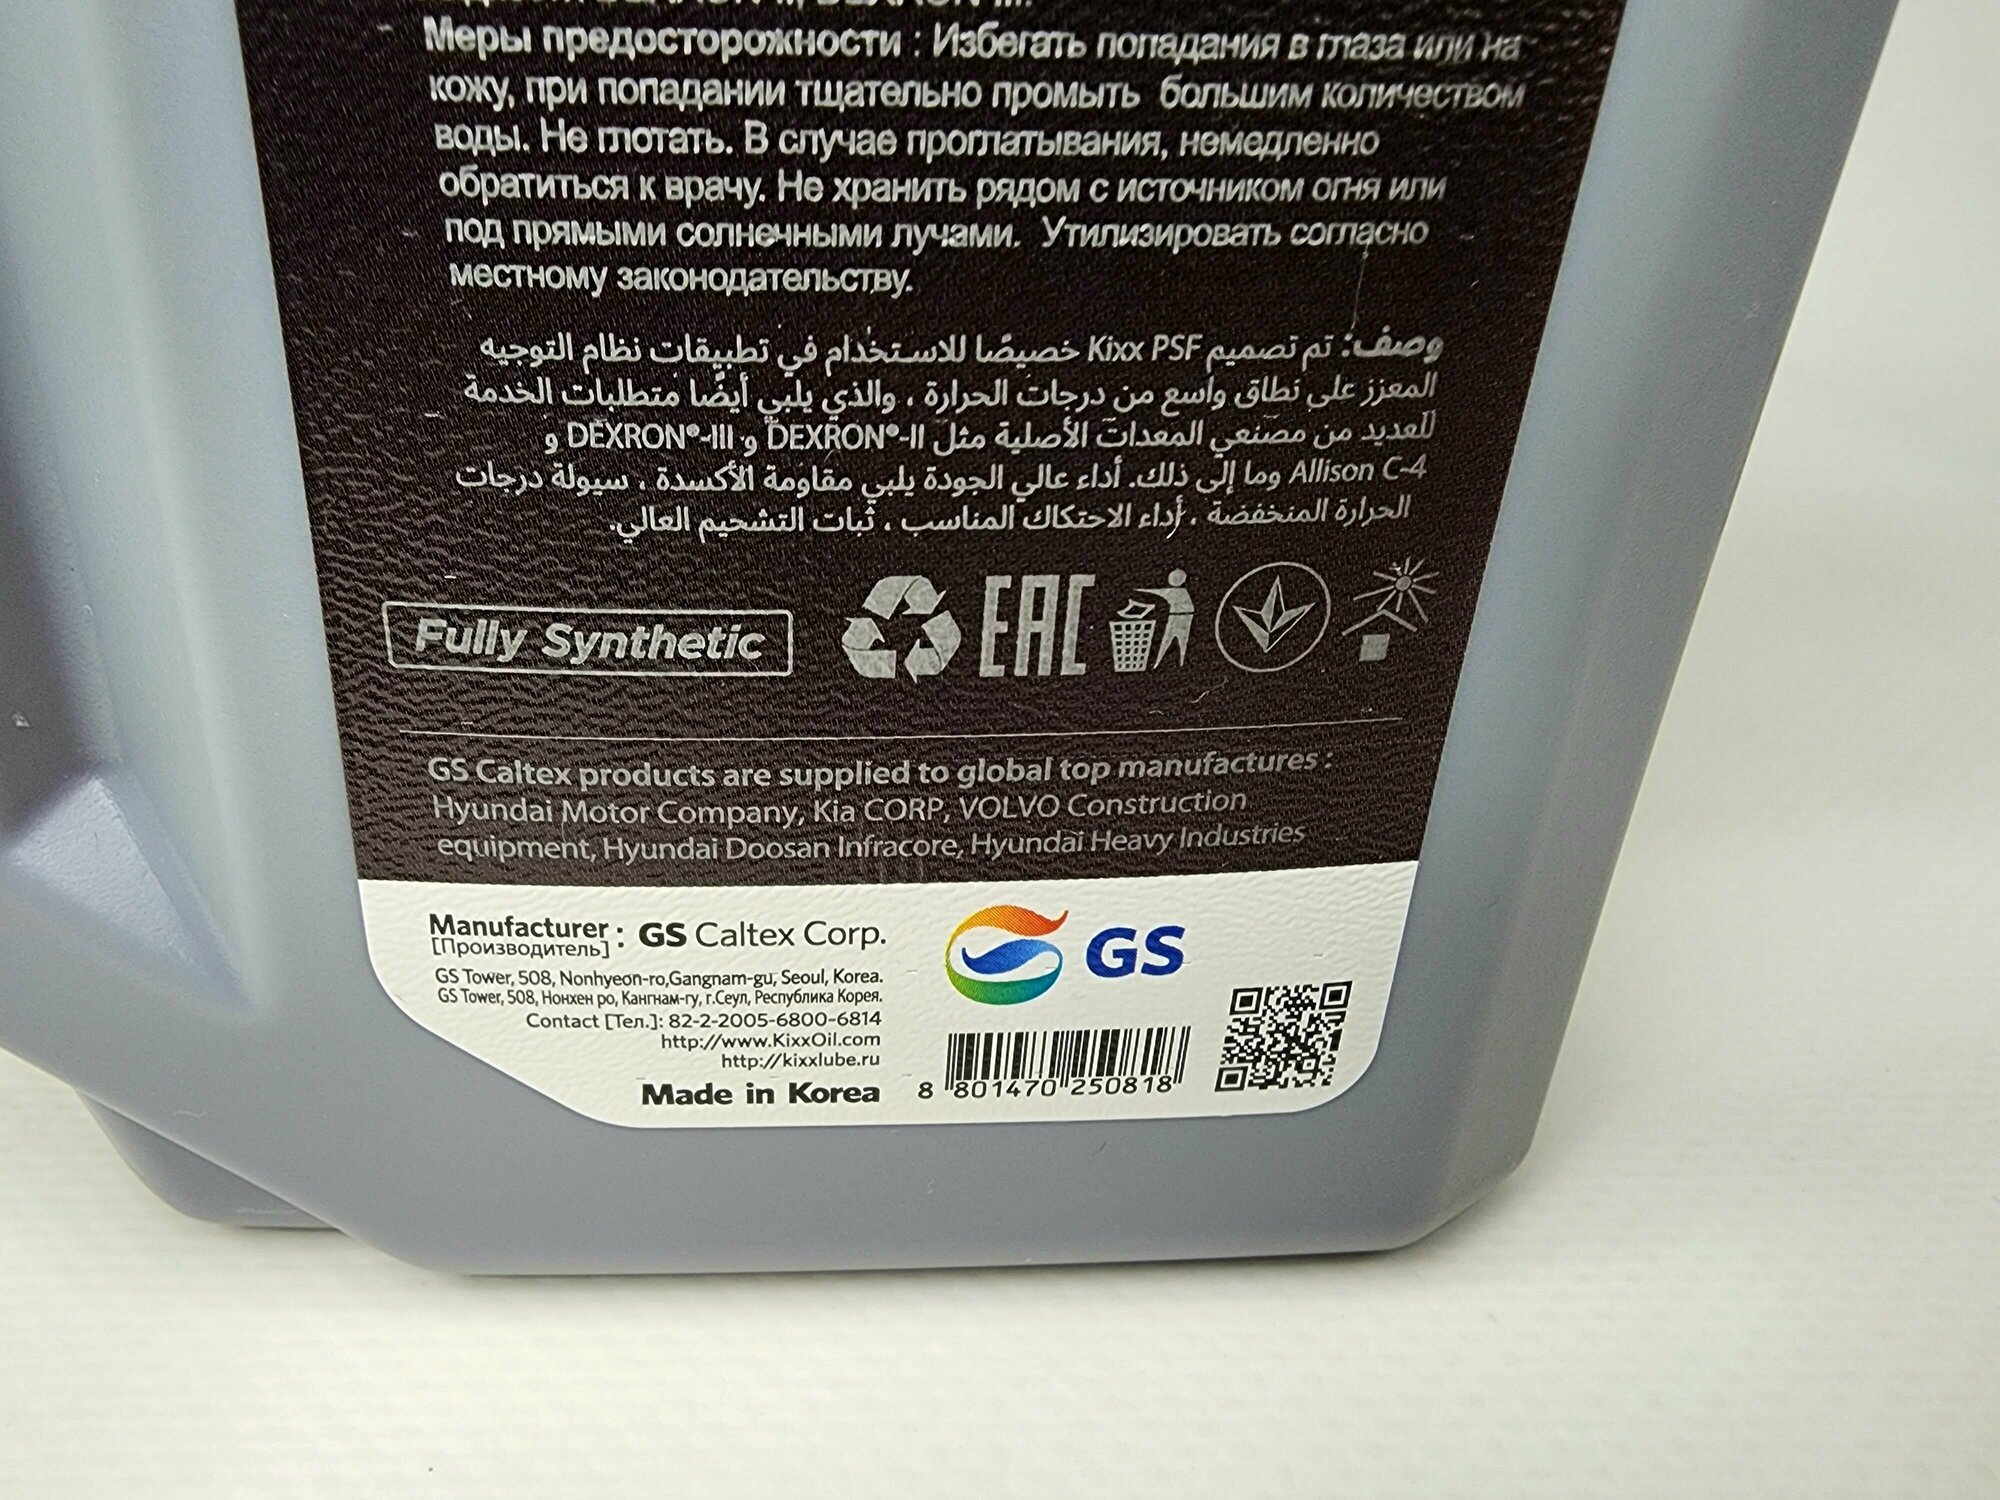 Меры предосторожности : Избегать попадания в глаза или на
кожу, при попадании тщательно промыть большим количеством
воды. Не глотать. В случае проглатывания, немедленно
обратиться к врачу. Не хранить рядом с источником огня или
под прямыми солнечными лучами. Утилизировать согласно
местному законодательству.
وصف: تم تصميم Kixx PSF خصيصًا للاستخدام في تطبيقات نظام التوجيه
المعزز على نطاق واسع من درجات الحرارة ، والذي يلبي أيضًا متطلبات الخدمة
للعديد من مصنعي المعدات الأصلية مثل DEXRON®-II و DEXRON®-III و
Allison C-4 وما إلى ذلك. أداء عالي الجودة يلبي مقاومة الأكسدة ، سيولة درجات
الحرارة المنخفضة ، أداء الاحتكاك المناسب ، ثبات التشحيم العالي.
Fully Synthetic
EAC
GS Caltex products are supplied to global top manufactures :
Hyundai Motor Company, Kia CORP, VOLVO Construction
equipment, Hyundai Doosan Infracore, Hyundai Heavy Industries
Manufacturer : GS Caltex Corp.
[Производитель]
GS Tower, 508, Nonhyeon-ro,Gangnam-gu, Seoul, Korea.
GS Tower, 508, Нонхен ро, Кангнам-гу, г.Сеул, Республика Корея.
Contact [Тел.]: 82-2-2005-6800-6814
http://www.KixxOil.com
http://kixxlube.ru
Made in Korea
GS
8 801470 250818